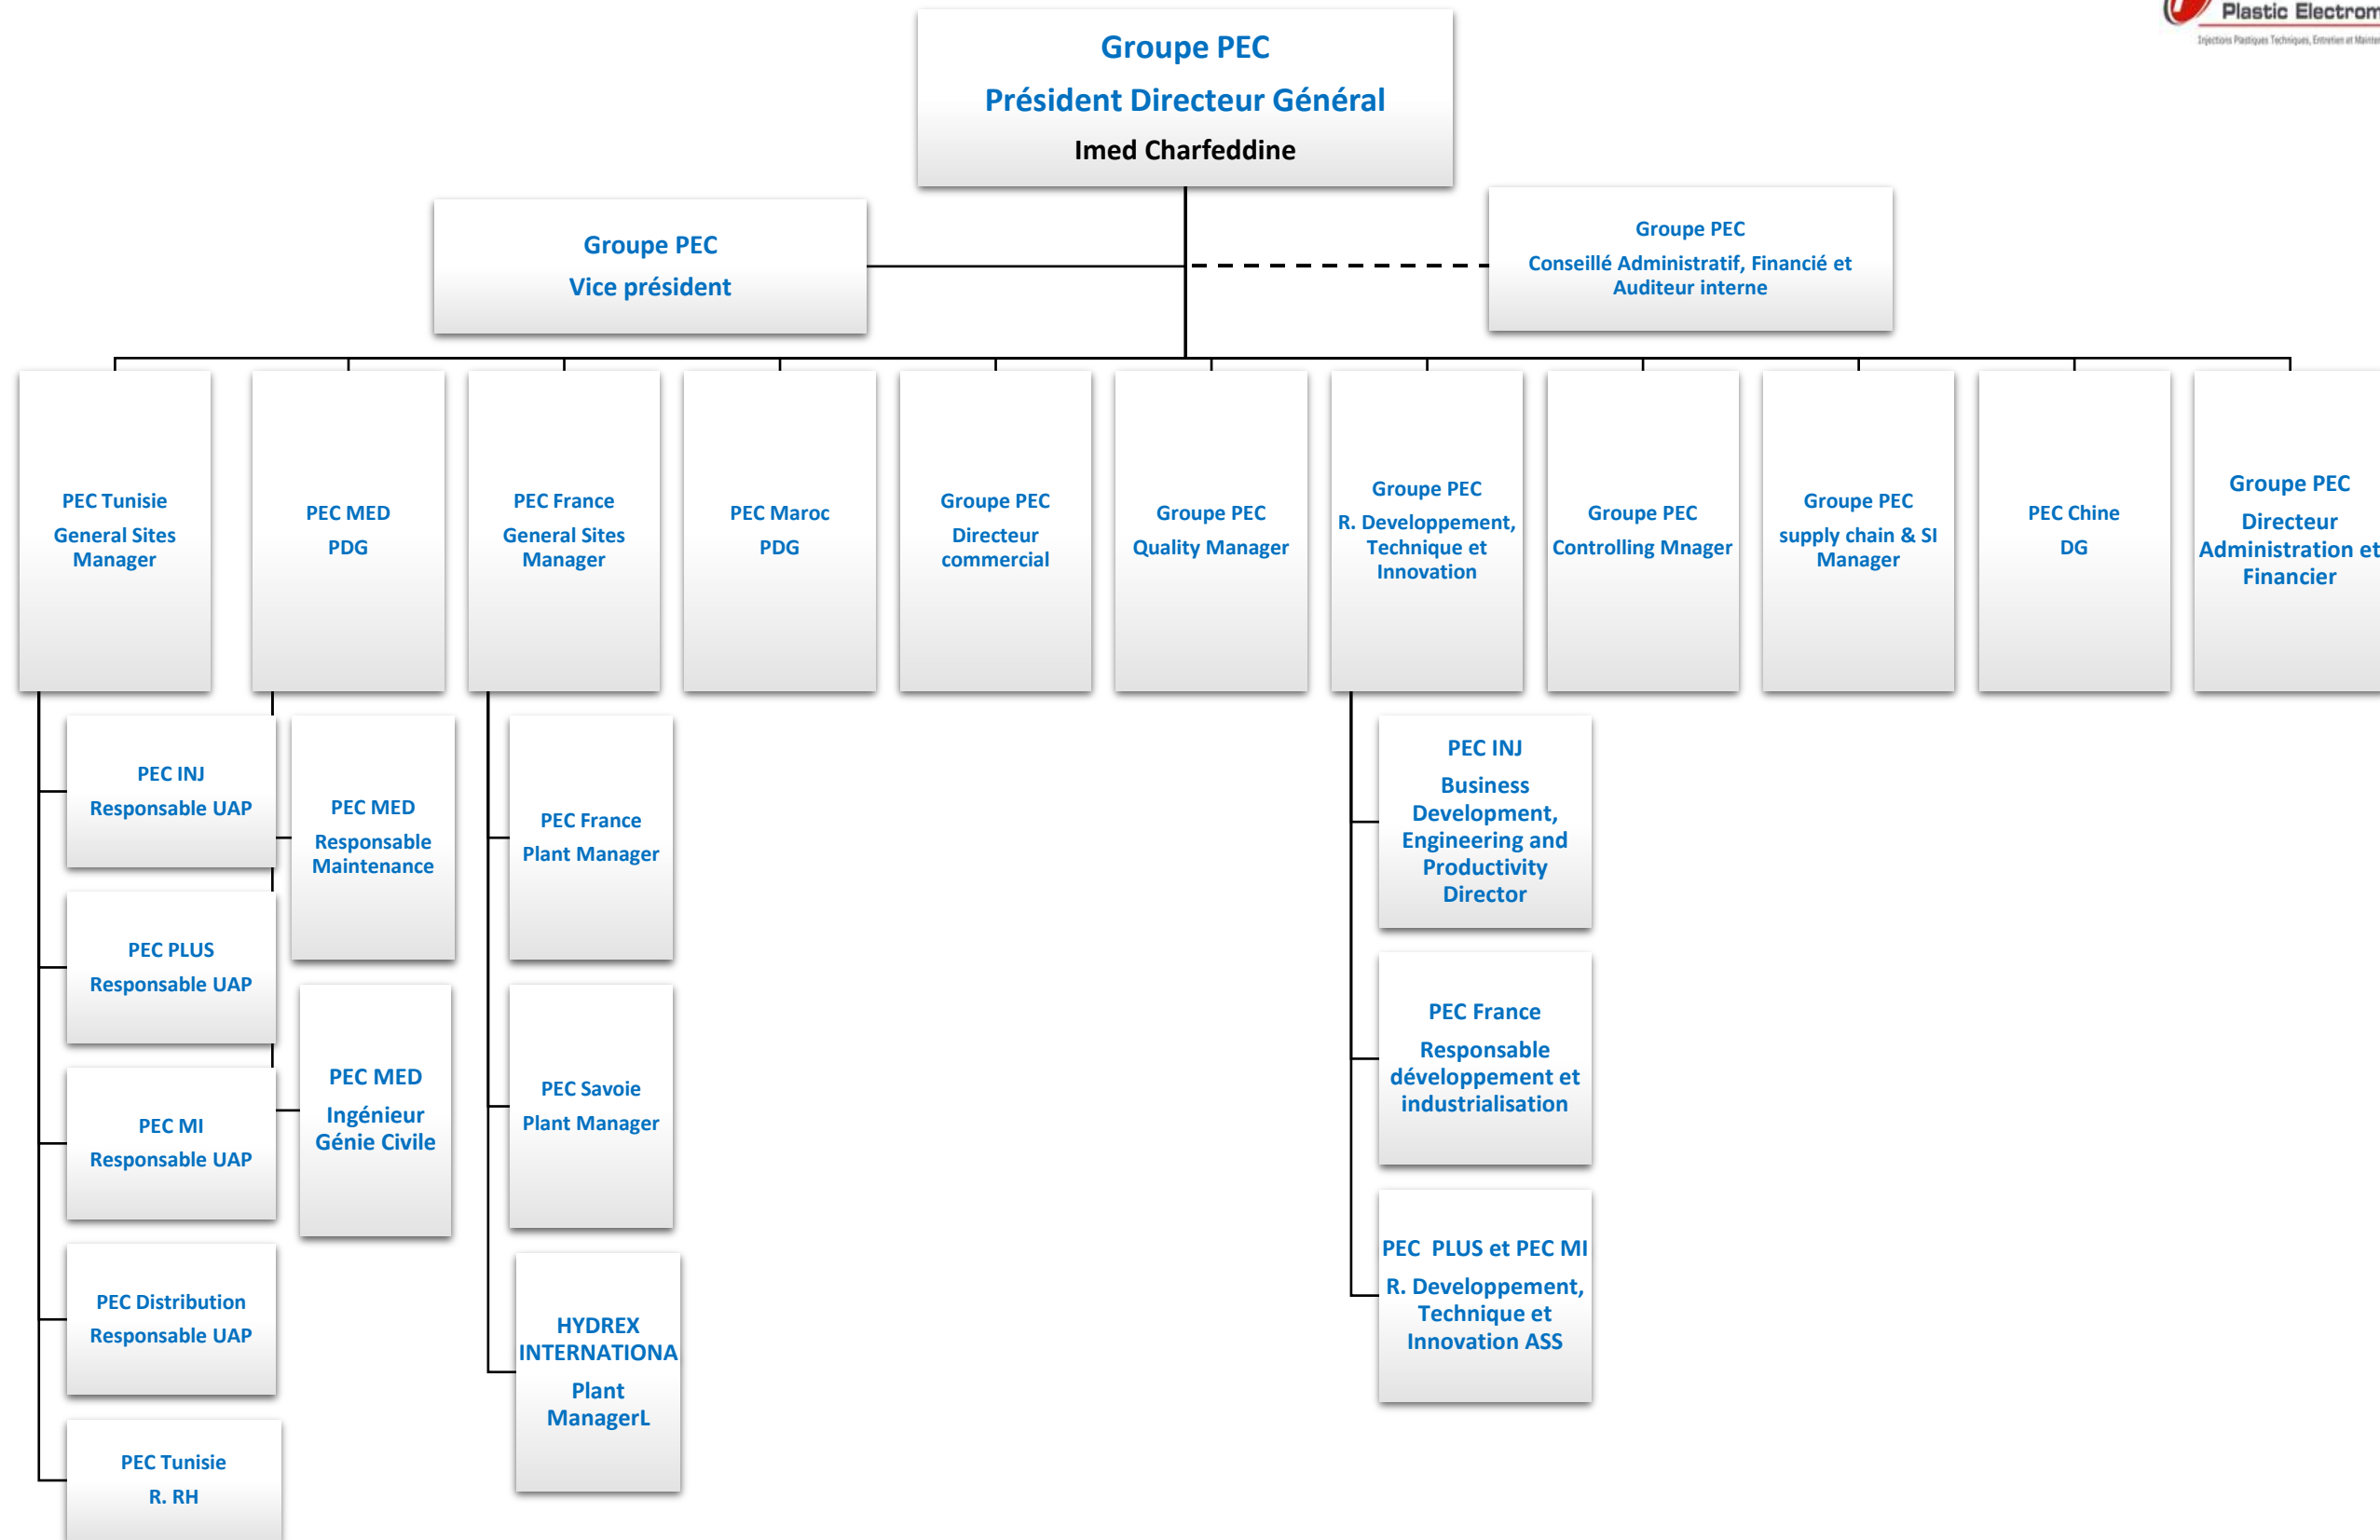 Plastic Electrom
Injections Plastiques Techniques, Entretien et Mainten
Groupe PEC
Président Directeur Général
Imed Charfeddine
Groupe PEC
Vice président
Groupe PEC
Conseillé Administratif, Financié et
Auditeur interne
PEC Tunisie
General Sites
Manager
PEC MED
PDG
PEC France
General Sites
Manager
PEC Maroc
PDG
Groupe PEC
Directeur
commercial
Groupe PEC
Quality Manager
Groupe PEC
R. Developpement,
Technique et
Innovation
Groupe PEC
Controlling Mnager
Groupe PEC
supply chain & SI
Manager
PEC Chine
DG
Groupe PEC
Directeur
Administration et
Financier
PEC INJ
Responsable UAP
PEC PLUS
Responsable UAP
PEC MI
Responsable UAP
PEC Distribution
Responsable UAP
PEC Tunisie
R. RH
PEC MED
Responsable
Maintenance
PEC MED
Ingénieur
Génie Civile
PEC France
Plant Manager
PEC Savoie
Plant Manager
HYDREX
INTERNATIONA
Plant
ManagerL
PEC INJ
Business
Development,
Engineering and
Productivity
Director
PEC France
Responsable
développement et
industrialisation
PEC  PLUS et PEC MI
R. Developpement,
Technique et
Innovation ASS